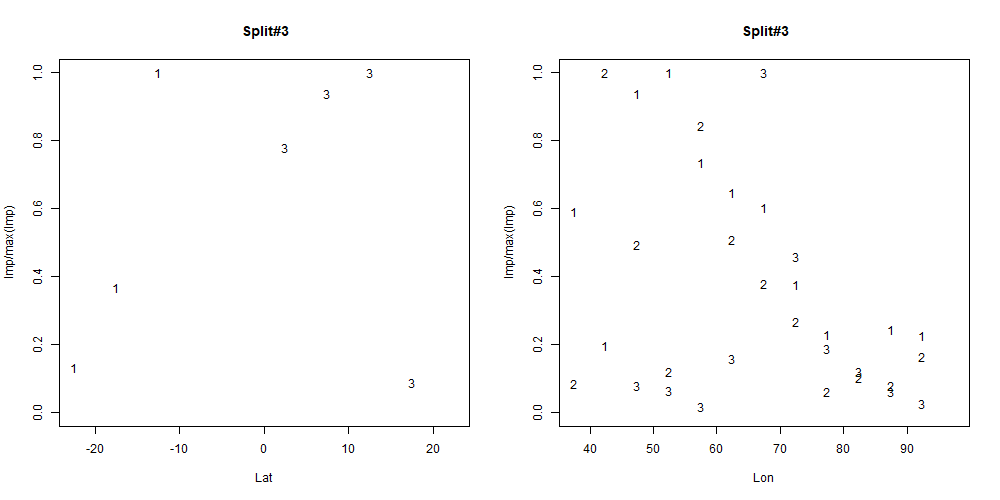 Split#3 Split#3
1.0 1 3 1.0 2 1 3
3 1
0.8 3 0.8 2
1
Imp/max(Imp) 0.6 Imp/max(Imp) 0.6 1 1 1
2 2
0.4 1 0.4 3 2 1
2
0.2 0.2 1 3 1 3 1 1 2
1 3 2 3 2 3 2 3 2 2 3 2 3
0.0 0.0 3 3
-20 -10 0 10 20 40 50 60 70 80 90
Lat Lon